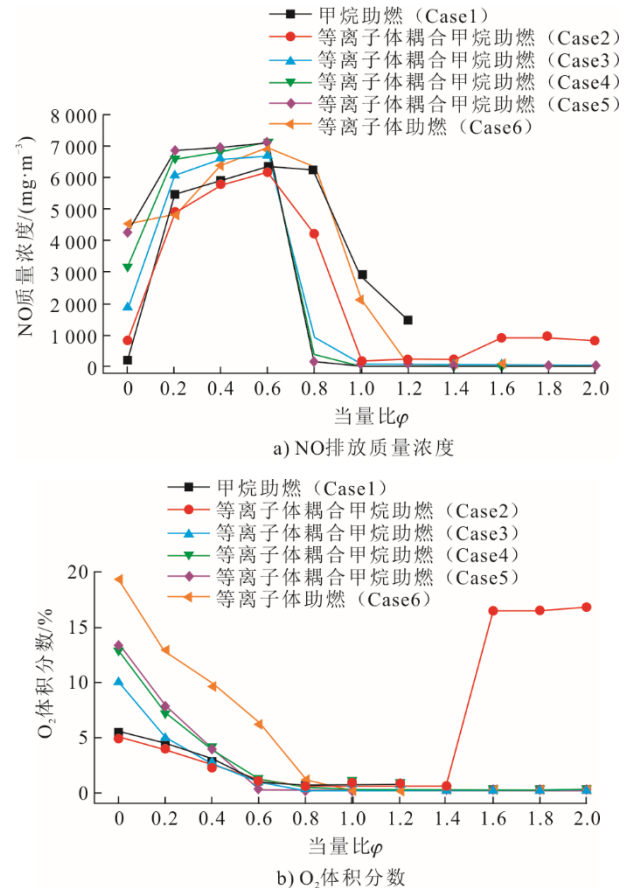 甲烷助燃（Case1）
等离子体耦合甲烷助燃（Case2）
等离子体耦合甲烷助燃（Case3）
等离子体耦合甲烷助燃（Case4）
等离子体耦合甲烷助燃（Case5）
等离子体助燃（Case6）
NO质量浓度/(mg·m⁻³)
8 000
7 000
6 000
5 000
4 000
3 000
2 000
1 000
0
0 0.2 0.4 0.6 0.8 1.0 1.2 1.4 1.6 1.8 2.0
当量比φ
a) NO排放质量浓度
甲烷助燃（Case1）
等离子体耦合甲烷助燃（Case2）
等离子体耦合甲烷助燃（Case3）
等离子体耦合甲烷助燃（Case4）
等离子体耦合甲烷助燃（Case5）
等离子体助燃（Case6）
O₂体积分数/%
20
15
10
5
0
0 0.2 0.4 0.6 0.8 1.0 1.2 1.4 1.6 1.8 2.0
当量比φ
b) O₂体积分数